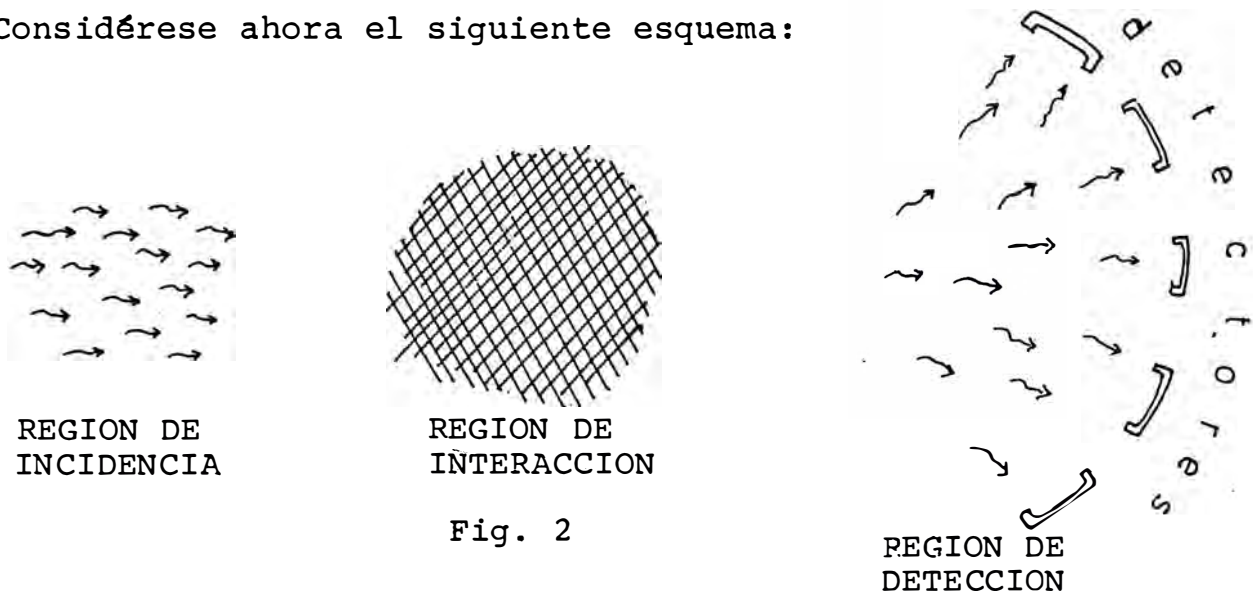 Considérese ahora el siguiente esquema:
detectores
REGION DE
INCIDENCIA
REGION DE
INTERACCION
Fig. 2
REGION DE
DETECCION